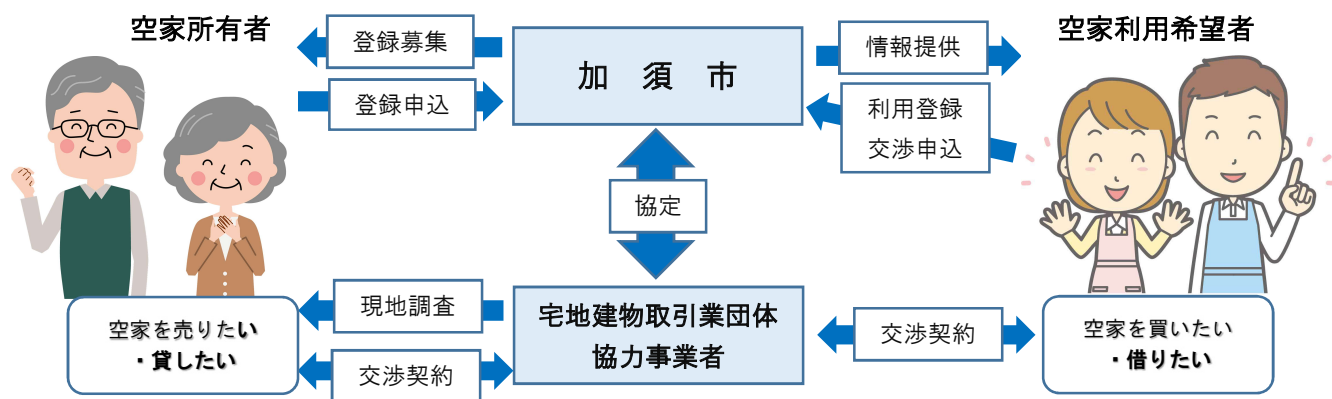 空家所有者
登録募集
登録申込
加 須 市
情報提供
利用登録
交渉申込
空家利用希望者
協定
空家を売りたい
・貸したい
現地調査
交渉契約
宅地建物取引業団体
協力事業者
交渉契約
空家を買いたい
・借りたい